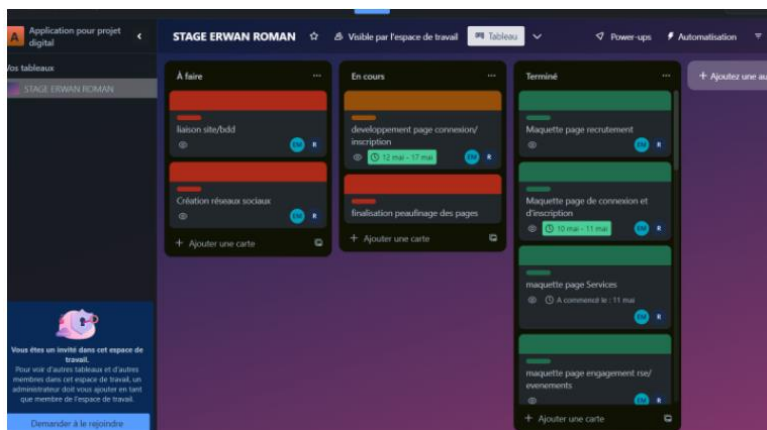 A
Application pour projet
digital
Vos tableaux
STAGE ERWAN ROMAN
Vous êtes un invité dans cet espace de
travail.
Pour voir d'autres tableaux et d'autres
membres dans cet espace de travail, un
administrateur doit vous ajouter en tant
que membre de l'espace de travail.
Demander à le rejoindre
STAGE ERWAN ROMAN
Visible par l'espace de travail
Tableau
Power-ups
Automatisation
À faire
liaison site/bdd
EM R
Création réseaux sociaux
EM R
+ Ajouter une carte
En cours
developpement page connexion/
inscription
12 mai - 17 mai
EM R
finalisation peaufinage des pages
+ Ajouter une carte
Terminé
Maquette page recrutement
EM R
Maquette page de connexion et
d'inscription
10 mai - 11 mai
EM R
maquette page Services
A commencé le : 11 mai
EM R
maquette page engagement rse/
evenements
EM R
+ Ajouter une carte
+ Ajoutez une au